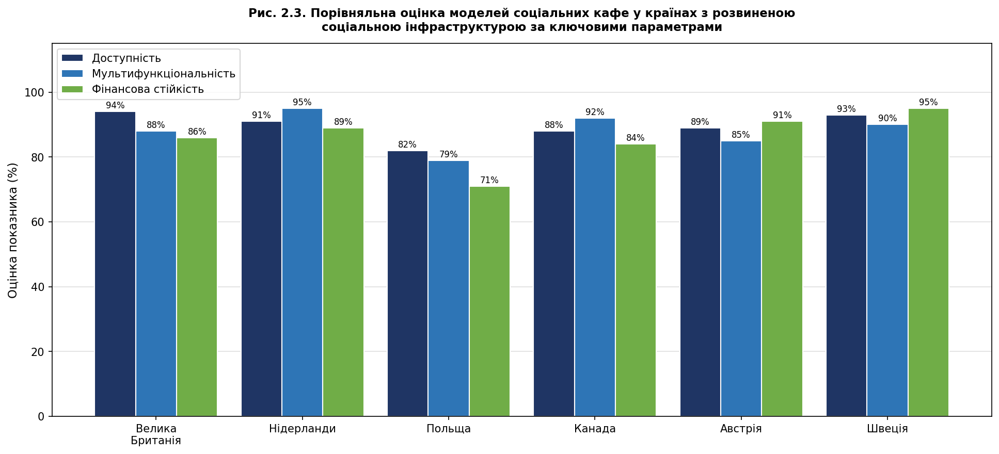 Рис. 2.3. Порівняльна оцінка моделей соціальних кафе у країнах з розвиненою
соціальною інфраструктурою за ключовими параметрами
Доступність
Мультифункціональність
Фінансова стійкість
Оцінка показника (%)
100
80
60
40
20
0
94%
88%
86%
91%
95%
89%
82%
79%
71%
88%
92%
84%
89%
85%
91%
93%
90%
95%
Велика
Британія
Нідерланди
Польща
Канада
Австрія
Швеція